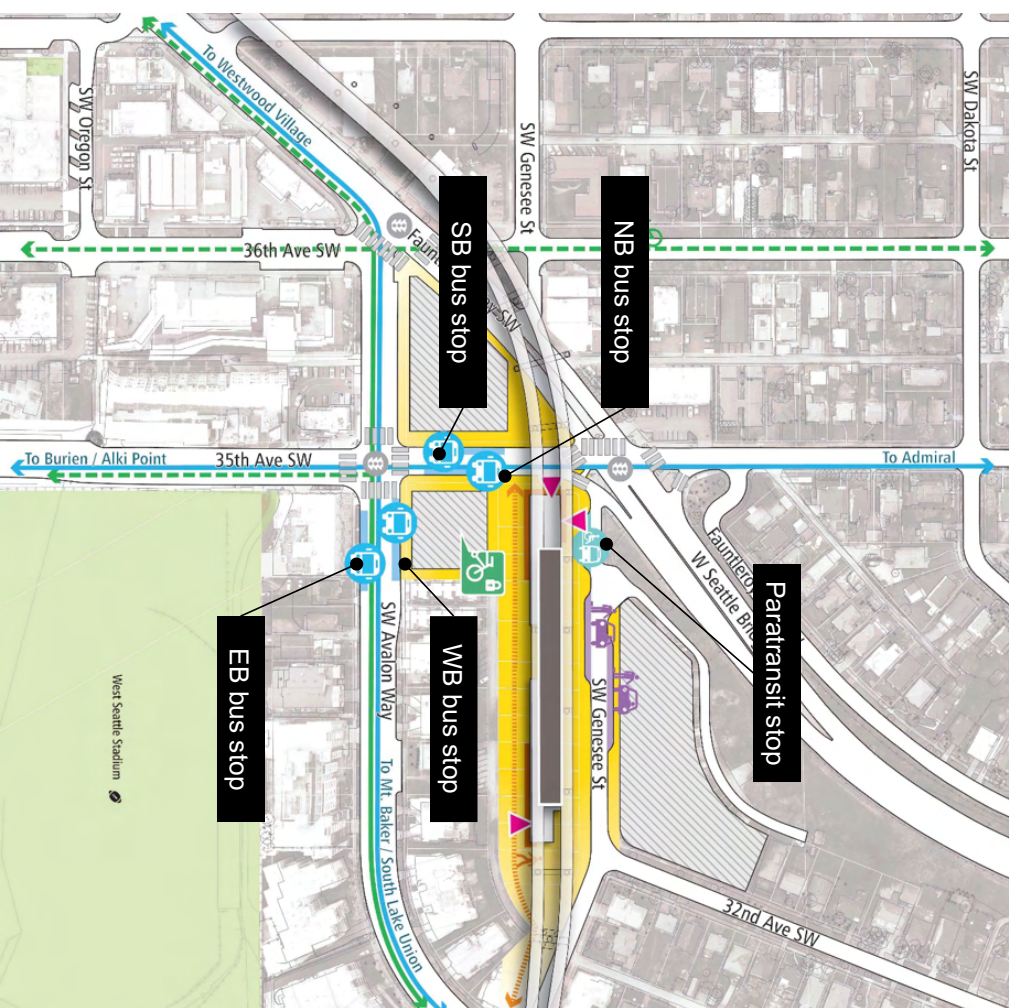 To Westwood Village
SW Oregon St
SW Genesee St
SW Dakota St
36th Ave SW
SB bus stop
NB bus stop
To Burien / Alki Point
35th Ave SW
To Admiral
W Seattle
Paratransit stop
EB bus stop
WB bus stop
SW Avalon Way
SW Genesee St
West Seattle Stadium
To Mt. Baker / South Lake Union
32nd Ave SW